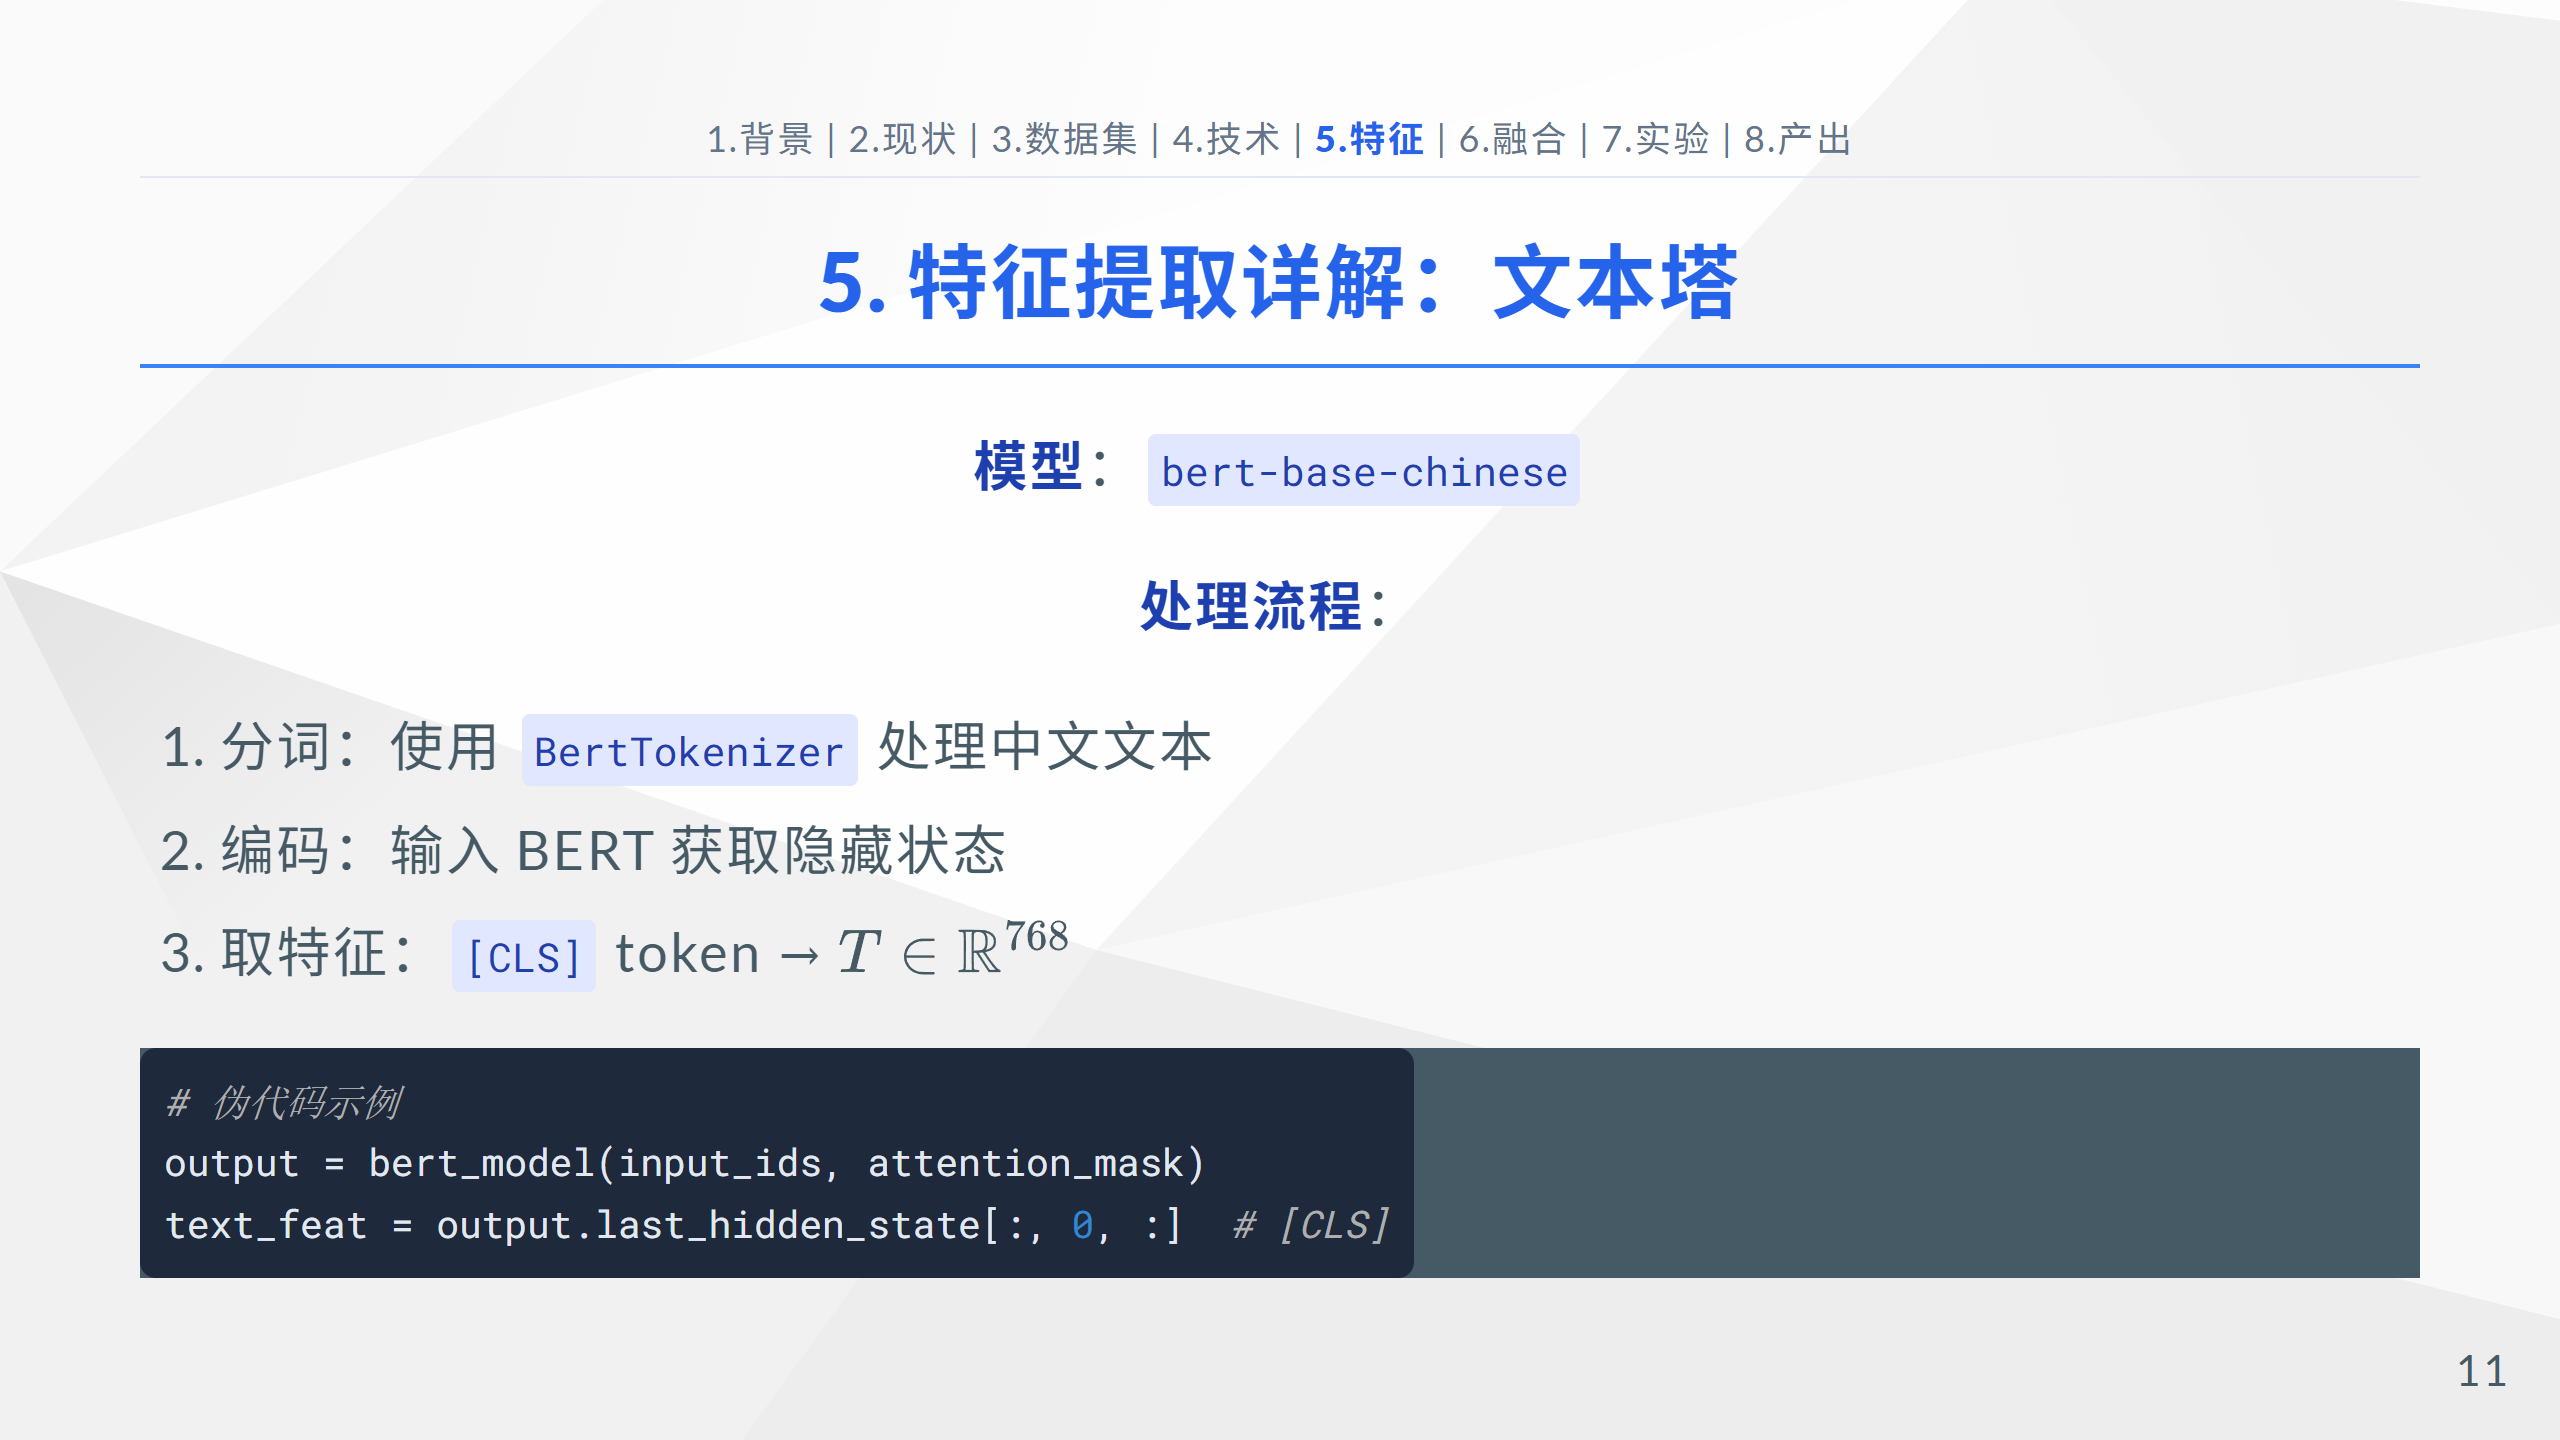 1.背景 | 2.现状 | 3.数据集 | 4.技术 | 5.特征 | 6.融合 | 7.实验 | 8.产出
5. 特征提取详解：文本塔
模型： bert-base-chinese
处理流程：
1. 分词：使用 BertTokenizer 处理中文文本
2. 编码：输入 BERT 获取隐藏状态
3. 取特征： [CLS] token → T ∈ ℝ^768
# 伪代码示例
output = bert_model(input_ids, attention_mask)
text_feat = output.last_hidden_state[:, 0, :]  # [CLS]
11